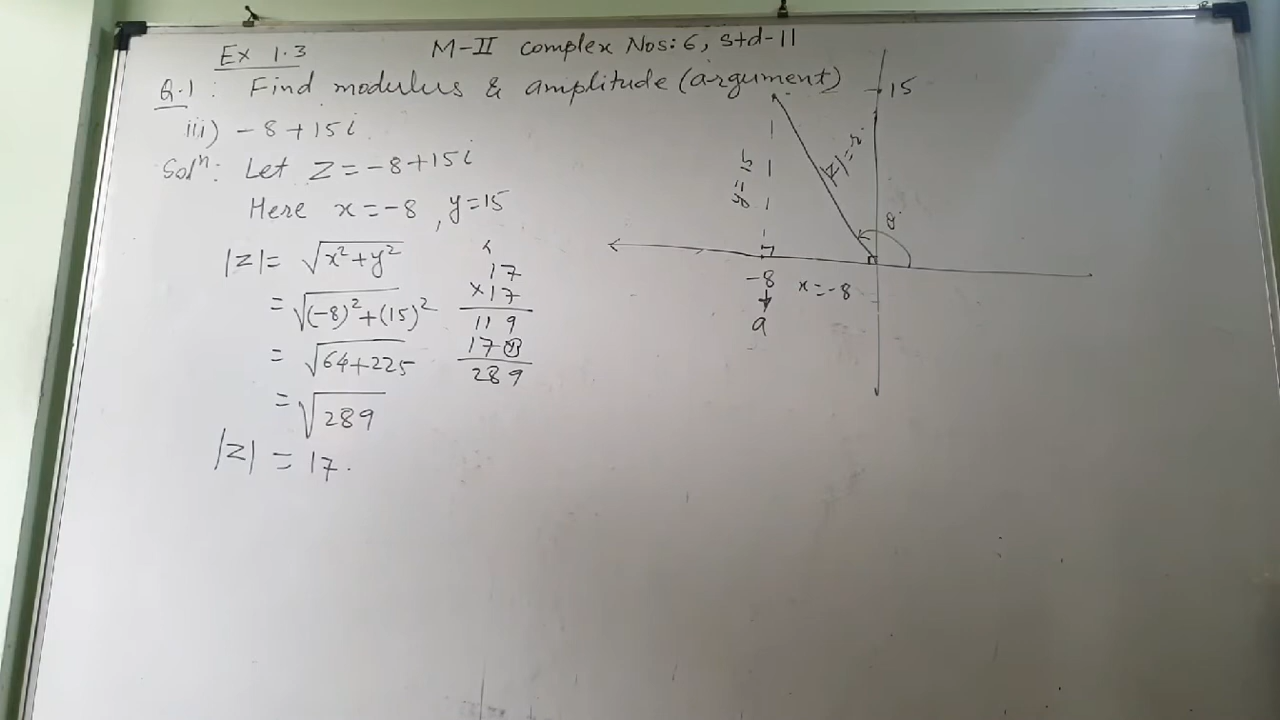 Ex 1.3
M-II complex Nos: 6, std-11
Q.1 : Find modulus & amplitude (argument)
iii) -8+15i
Solⁿ: Let z = -8+15i
Here x = -8, y = 15
|z| = √(x²+y²)
= √((-8)²+(15)²)
= √(64+225)
= √289
|z| = 17.
17
×17
119
17ⓧ
289
15
|z|=r
y=15
θ
-8 x=-8
a